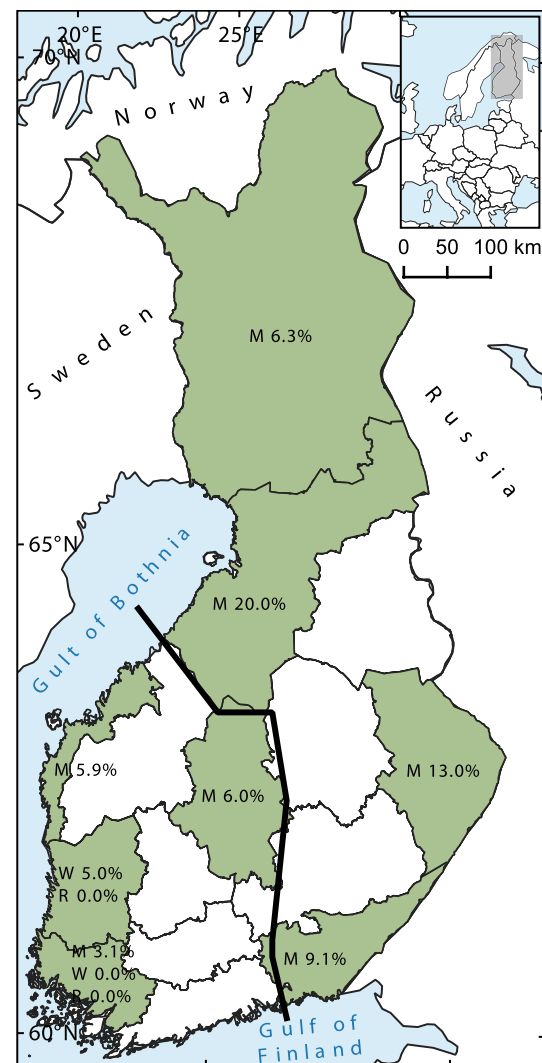 20°E 25°E
70°N
Norway
0 50 100 km
Sweden
M 6.3%
Russia
65°N
Gult of Bothnia
M 20.0%
M 5.9%
M 6.0%
M 13.0%
W 5.0%
R 0.0%
M 3.1%
W 0.0%
R 0.0%
M 9.1%
60°N
Gulf of
Finland